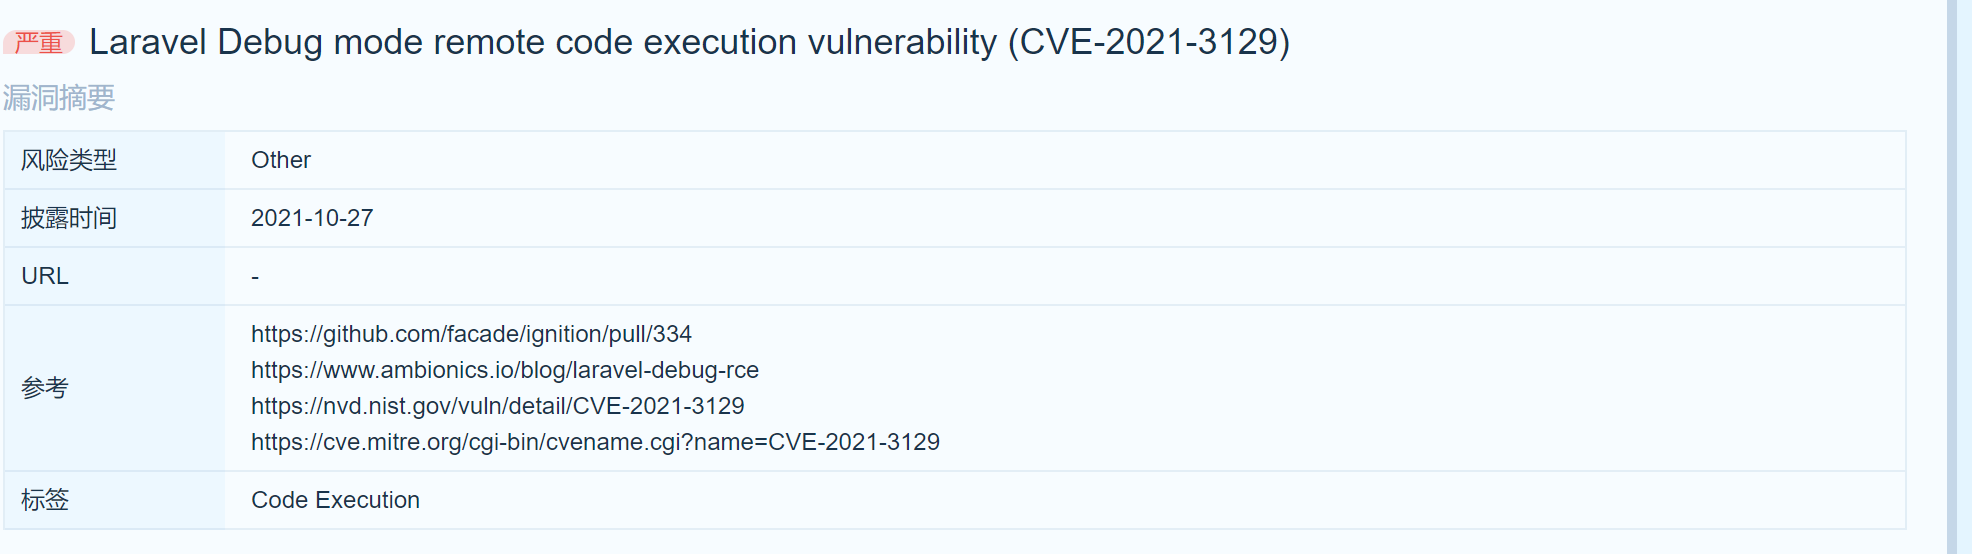 严重 Laravel Debug mode remote code execution vulnerability (CVE-2021-3129)
漏洞摘要
风险类型 Other
披露时间 2021-10-27
URL -
参考
https://github.com/facade/ignition/pull/334
https://www.ambionics.io/blog/laravel-debug-rce
https://nvd.nist.gov/vuln/detail/CVE-2021-3129
https://cve.mitre.org/cgi-bin/cvename.cgi?name=CVE-2021-3129
标签 Code Execution